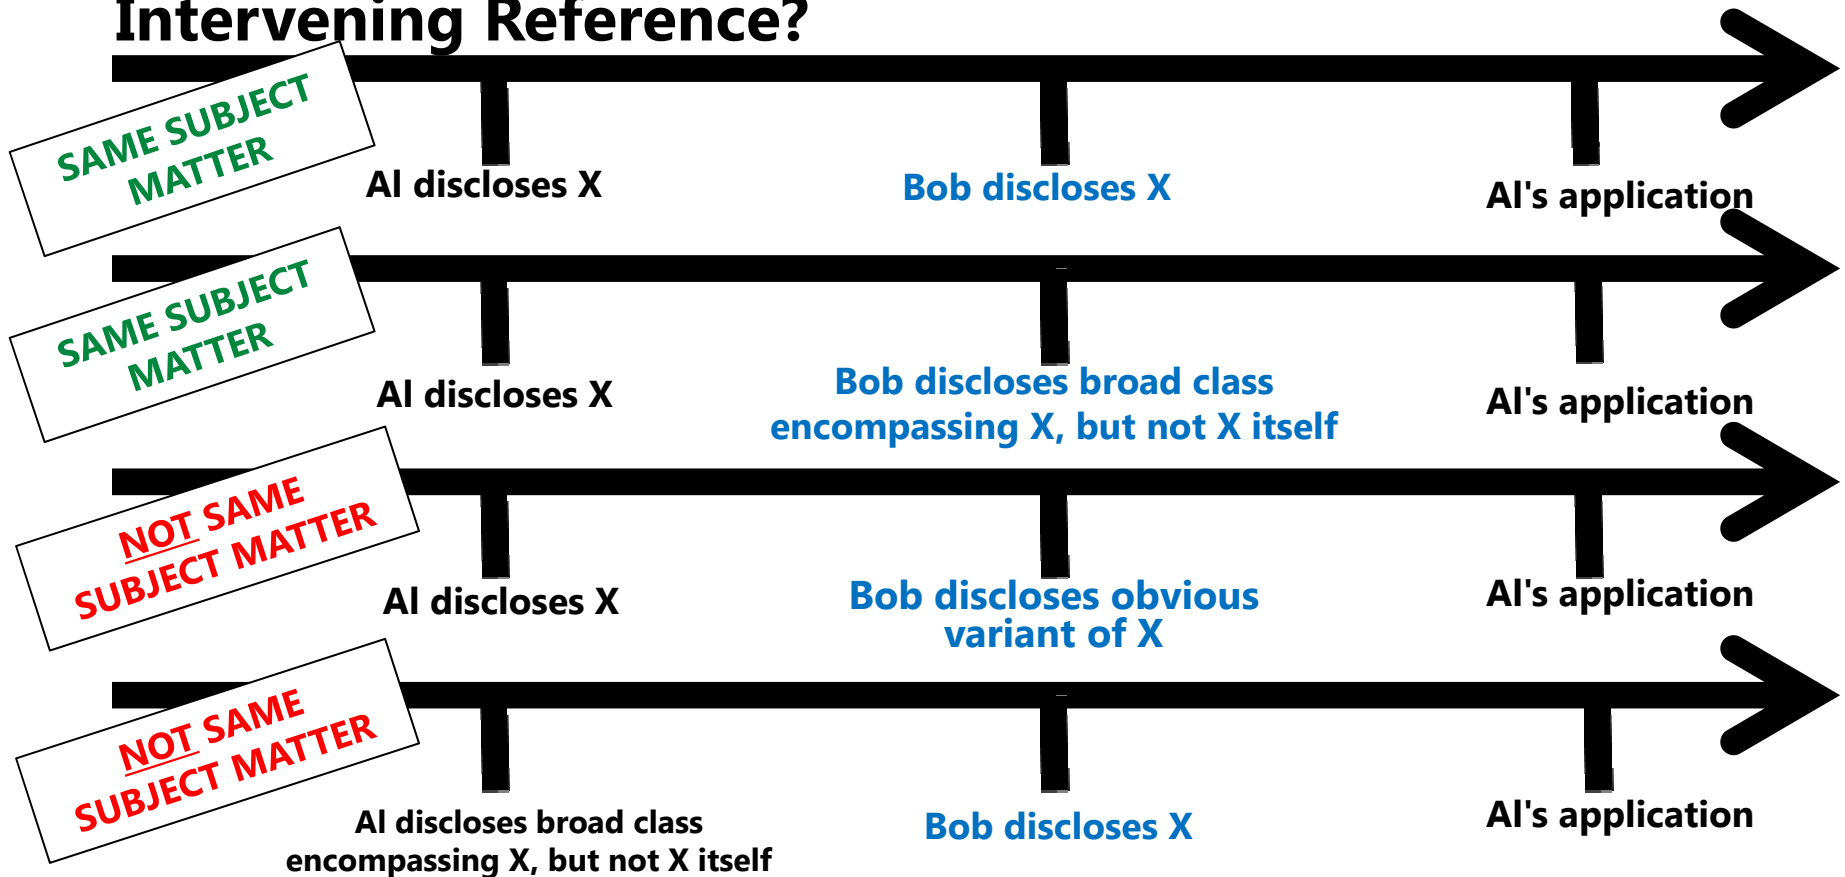 Intervening Reference?
SAME SUBJECT
MATTER
Al discloses X
Bob discloses X
Al's application
SAME SUBJECT
MATTER
Al discloses X
Bob discloses broad class
encompassing X, but not X itself
Al's application
NOT SAME
SUBJECT MATTER
Al discloses X
Bob discloses obvious
variant of X
Al's application
NOT SAME
SUBJECT MATTER
Al discloses broad class
encompassing X, but not X itself
Bob discloses X
Al's application